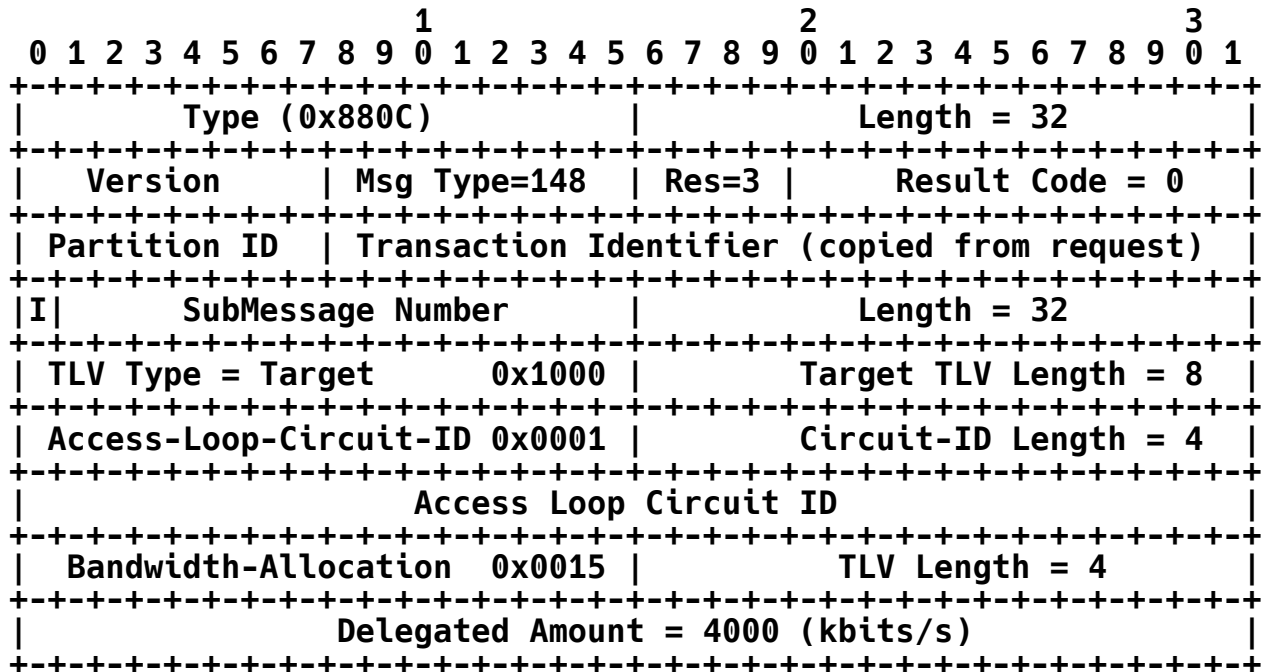 1                   2                   3
 0 1 2 3 4 5 6 7 8 9 0 1 2 3 4 5 6 7 8 9 0 1 2 3 4 5 6 7 8 9 0 1
+-+-+-+-+-+-+-+-+-+-+-+-+-+-+-+-+-+-+-+-+-+-+-+-+-+-+-+-+-+-+-+-+
|        Type (0x880C)          |           Length = 32         |
+-+-+-+-+-+-+-+-+-+-+-+-+-+-+-+-+-+-+-+-+-+-+-+-+-+-+-+-+-+-+-+-+
|   Version     | Msg Type=148  | Res=3 |     Result Code = 0   |
+-+-+-+-+-+-+-+-+-+-+-+-+-+-+-+-+-+-+-+-+-+-+-+-+-+-+-+-+-+-+-+-+
| Partition ID  | Transaction Identifier (copied from request)  |
+-+-+-+-+-+-+-+-+-+-+-+-+-+-+-+-+-+-+-+-+-+-+-+-+-+-+-+-+-+-+-+-+
|I|      SubMessage Number      |           Length = 32         |
+-+-+-+-+-+-+-+-+-+-+-+-+-+-+-+-+-+-+-+-+-+-+-+-+-+-+-+-+-+-+-+-+
| TLV Type = Target      0x1000 |        Target TLV Length = 8  |
+-+-+-+-+-+-+-+-+-+-+-+-+-+-+-+-+-+-+-+-+-+-+-+-+-+-+-+-+-+-+-+-+
| Access-Loop-Circuit-ID 0x0001 |        Circuit-ID Length = 4  |
+-+-+-+-+-+-+-+-+-+-+-+-+-+-+-+-+-+-+-+-+-+-+-+-+-+-+-+-+-+-+-+-+
|                    Access Loop Circuit ID                     |
+-+-+-+-+-+-+-+-+-+-+-+-+-+-+-+-+-+-+-+-+-+-+-+-+-+-+-+-+-+-+-+-+
|  Bandwidth-Allocation  0x0015 |          TLV Length = 4       |
+-+-+-+-+-+-+-+-+-+-+-+-+-+-+-+-+-+-+-+-+-+-+-+-+-+-+-+-+-+-+-+-+
|                Delegated Amount = 4000 (kbits/s)              |
+-+-+-+-+-+-+-+-+-+-+-+-+-+-+-+-+-+-+-+-+-+-+-+-+-+-+-+-+-+-+-+-+